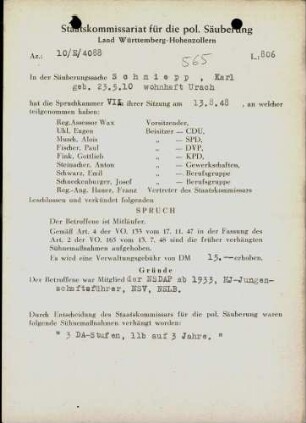 Staatskommissariat für die pol. Säuberung
Land Württemberg-Hohenzollern
Az.: 10/E/4088
565
L, 806
In der Säuberungssache Schniepp, Karl
geb. 23.5.10 wohnhaft Urach
hat die Spruchkammer VII ihrer Sitzung am 13.8.48, an welcher
teilgenommen haben:
Reg. Assessor Wax Vorsitzender,
Uhl, Eugen Beisitzer – CDU,
Musch, Alois „ – SPD,
Fischer, Paul „ – DVP,
Fink, Gottlieb „ – KPD,
Steinacher, Anton „ – Gewerkschaften,
Schwarz, Emil „ – Berufsgruppe
Schneckenburger, Josef „ – Berufsgruppe
Reg.-Ang. Hauser, Franz Vertreter des Staatskommissars
beschlossen und verkündet folgenden
SPRUCH
Der Betroffene ist Mitläufer.
Gemäß Art. 4 der VO. 133 vom 17. 11. 47 in der Fassung des
Art. 2 der VO. 165 vom 13. 7. 48 sind die früher verhängten
Sühnemaßnahmen aufgehoben.
Es wird eine Verwaltungsgebühr von DM 15.— erhoben.
Gründe
Der Betroffene war Mitglied der NSDAP ab 1933, HJ-Jungen-
schaftsführer, NSV, NSLB.
Durch Entscheidung des Staatskommissars für die pol. Säuberung waren
folgende Sühnemaßnahmen verhängt worden:
" 3 DA-Stufen, 11b auf 3 Jahre. "